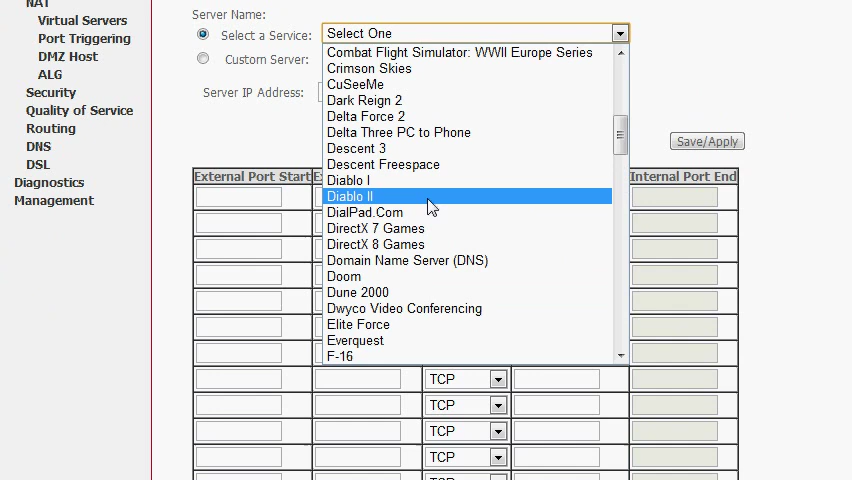 NAT
Virtual Servers
Port Triggering
DMZ Host
ALG
Security
Quality of Service
Routing
DNS
DSL
Diagnostics
Management
Server Name:
Select a Service:
Select One
Custom Server:
Server IP Address:
Combat Flight Simulator: WWII Europe Series
Crimson Skies
CuSeeMe
Dark Reign 2
Delta Force 2
Delta Three PC to Phone
Descent 3
Descent Freespace
Diablo I
Diablo II
DialPad.Com
DirectX 7 Games
DirectX 8 Games
Domain Name Server (DNS)
Doom
Dune 2000
Dwyco Video Conferencing
Elite Force
Everquest
F-16
Save/Apply
External Port Start
Internal Port End
TCP
TCP
TCP
TCP